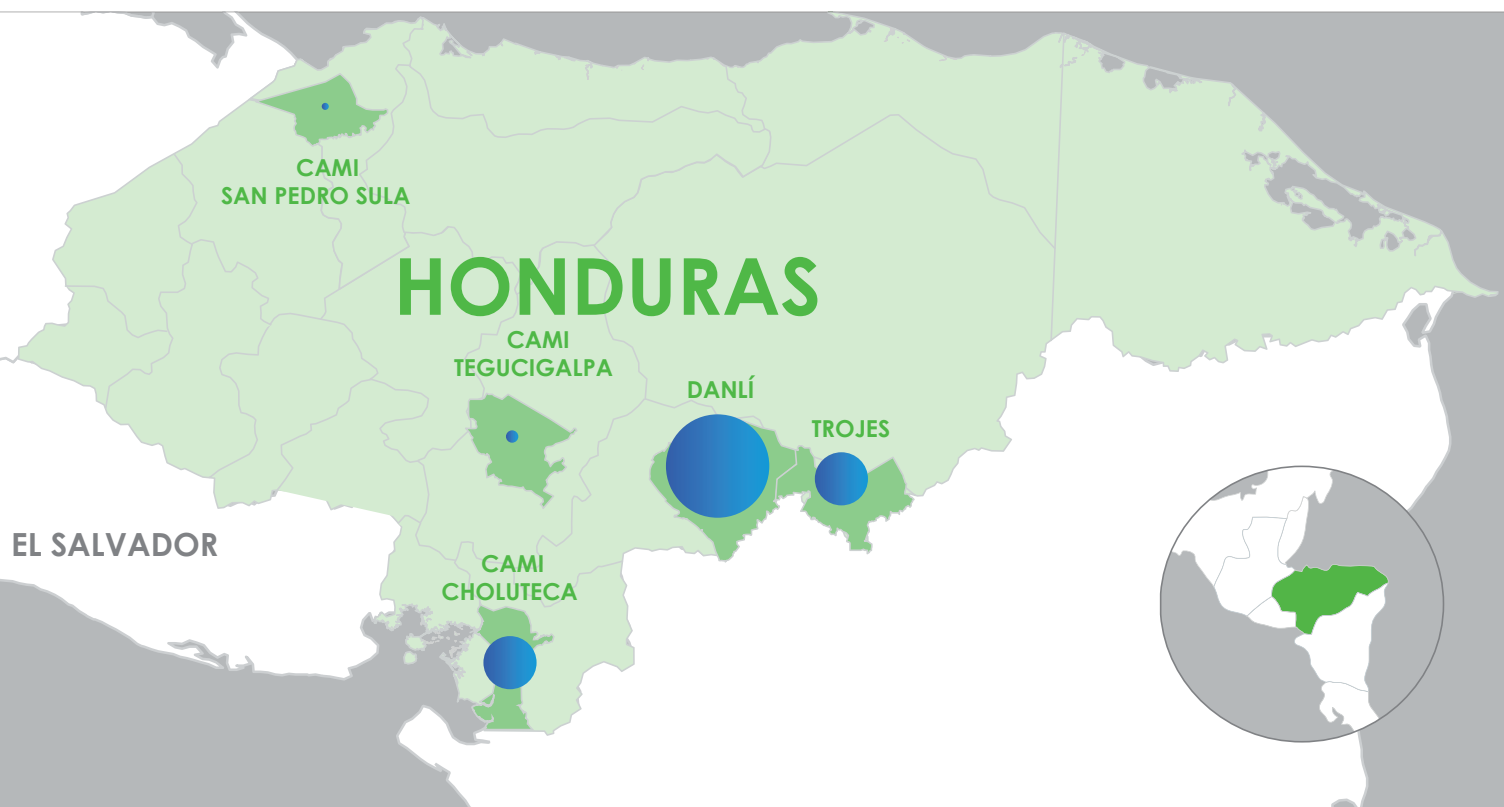 CAMI
SAN PEDRO SULA
HONDURAS
CAMI
TEGUCIGALPA
DANLÍ
TROJES
EL SALVADOR
CAMI
CHOLUTECA